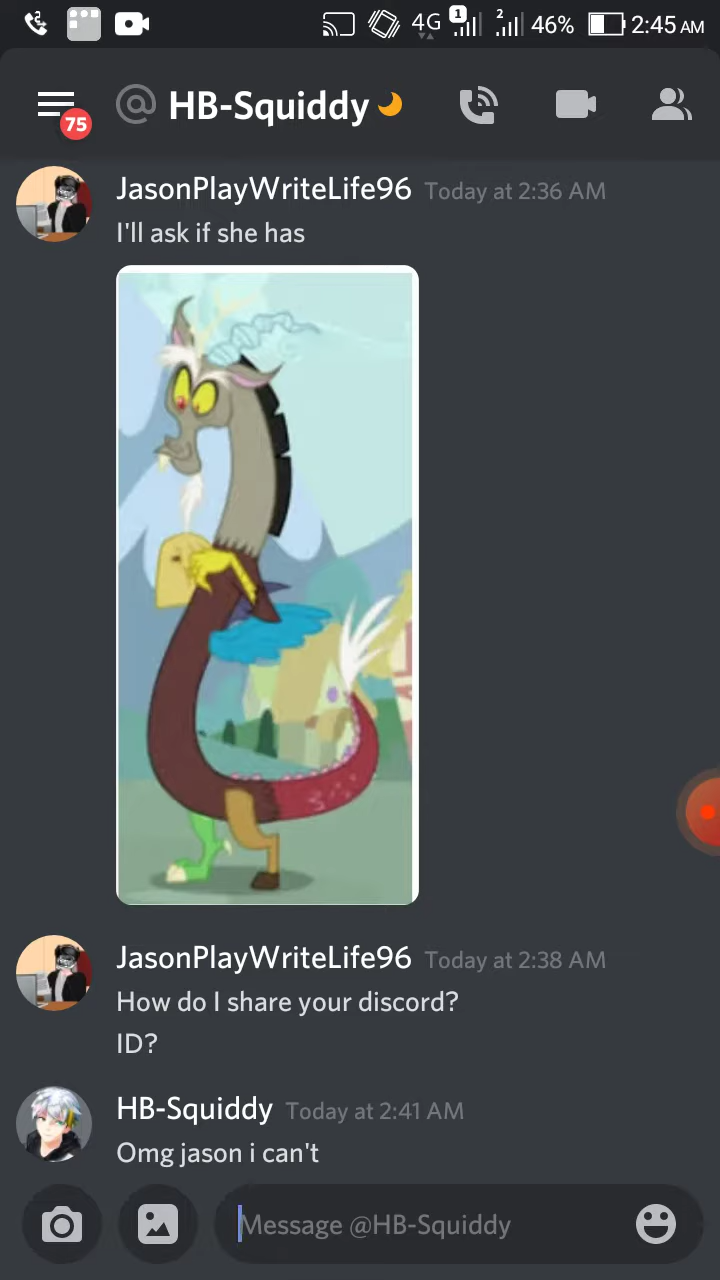 4G 1 2 46% 2:45 AM
75 @ HB-Squiddy
JasonPlayWriteLife96 Today at 2:36 AM
I'll ask if she has
JasonPlayWriteLife96 Today at 2:38 AM
How do I share your discord?
ID?
HB-Squiddy Today at 2:41 AM
Omg jason i can't
Message @HB-Squiddy